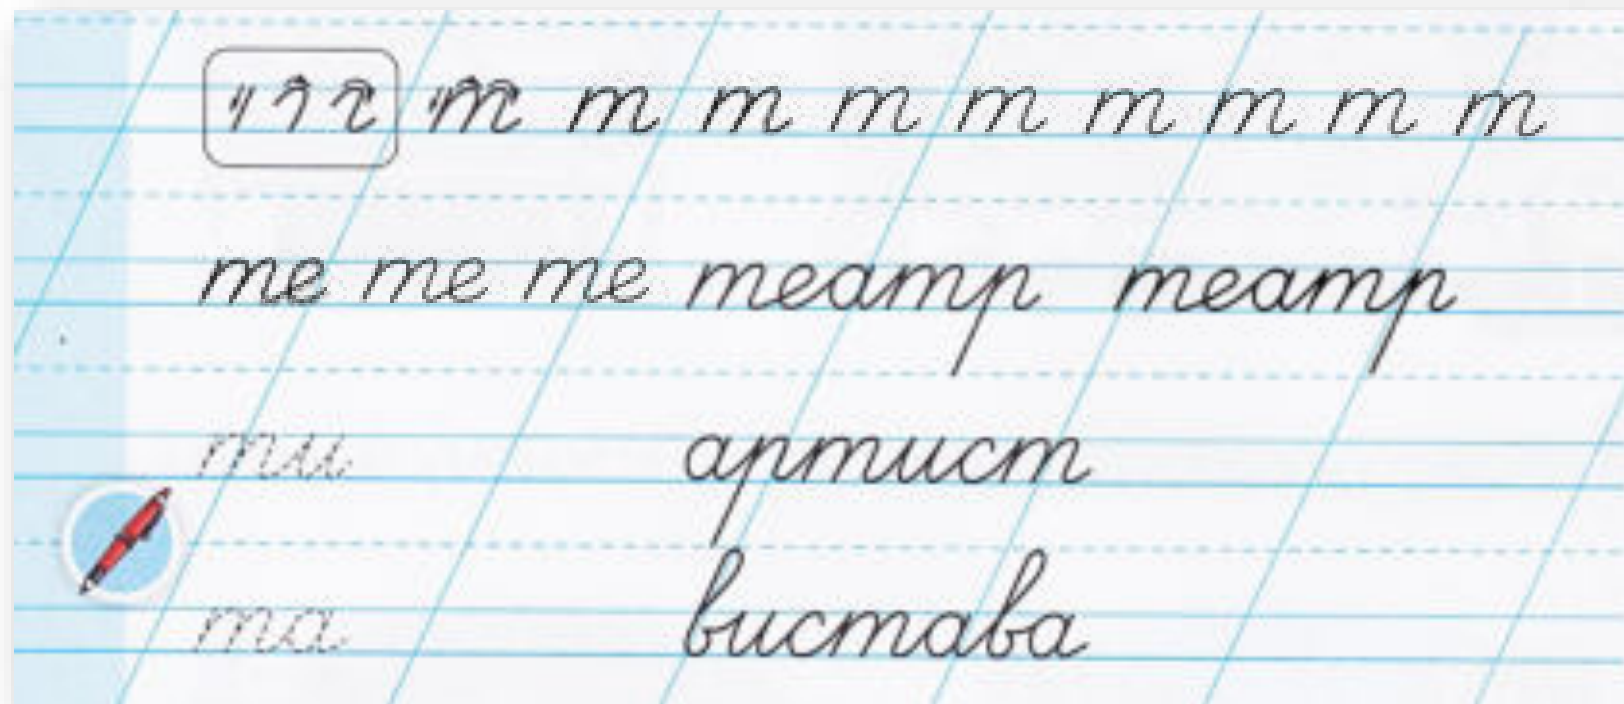 т т т т т т т т т
те те те театр театр
ти артист
та вистава